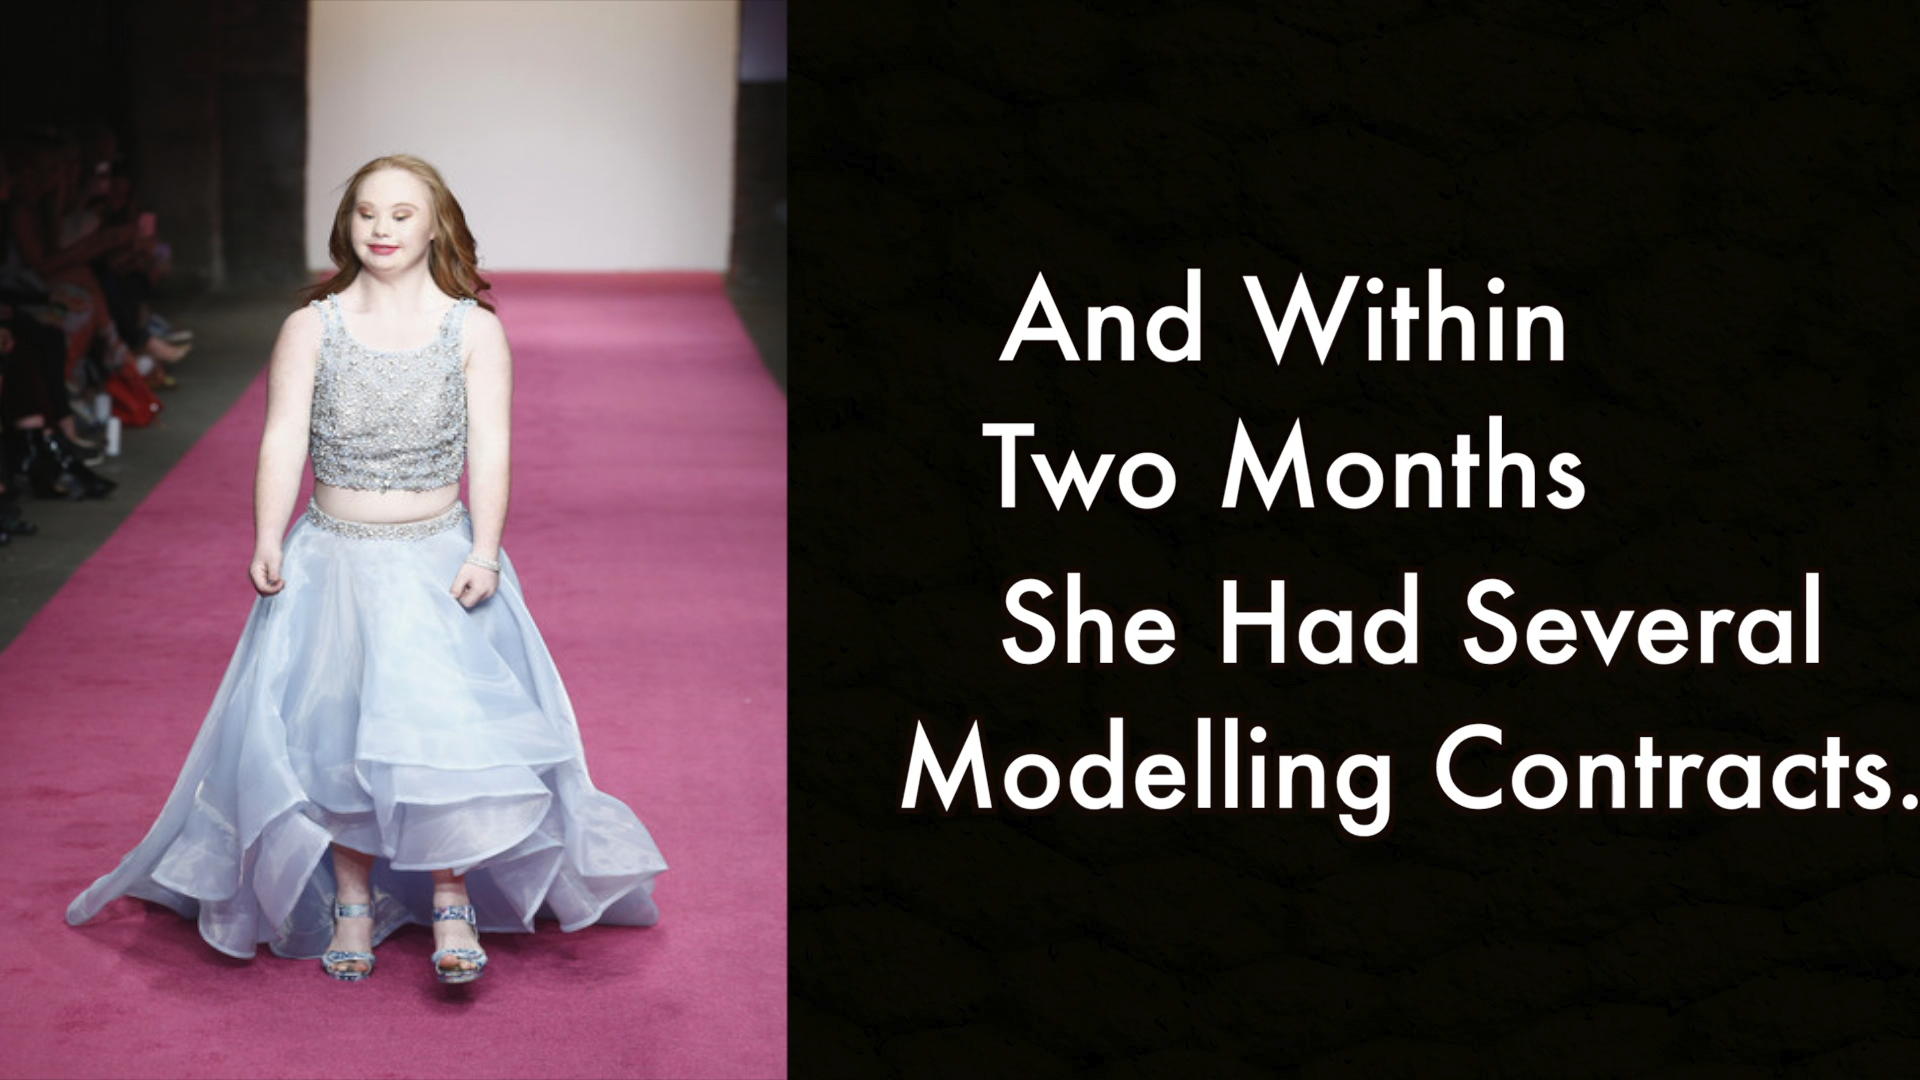 And Within
Two Months
She Had Several
Modelling Contracts.